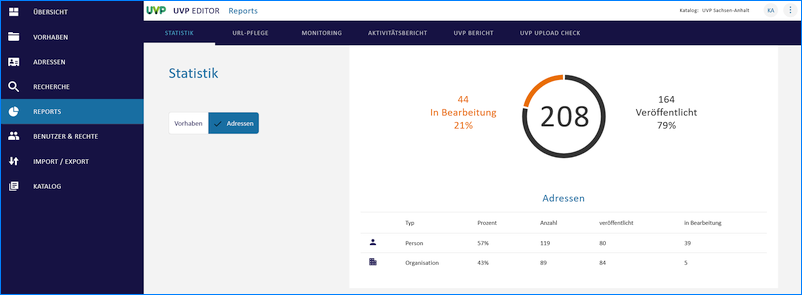 ÜBERSICHT
VORHABEN
ADRESSEN
RECHERCHE
REPORTS
BENUTZER & RECHTE
IMPORT / EXPORT
KATALOG
UVP UVP EDITOR Reports
Katalog: UVP Sachsen-Anhalt KA
STATISTIK URL-PFLEGE MONITORING AKTIVITÄTSBERICHT UVP BERICHT UVP UPLOAD CHECK
Statistik
Vorhaben Adressen
44
In Bearbeitung
21%
208
164
Veröffentlicht
79%
Adressen
Typ Prozent Anzahl veröffentlicht in Bearbeitung
Person 57% 119 80 39
Organisation 43% 89 84 5